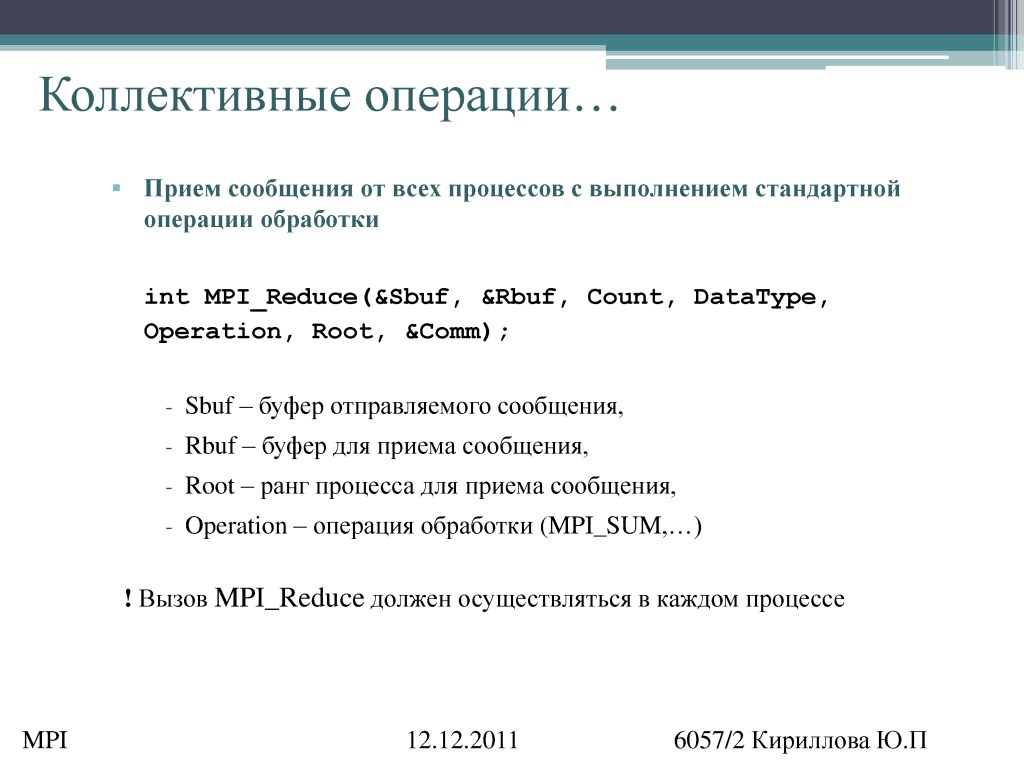 Коллективные операции…
▪ Прием сообщения от всех процессов с выполнением стандартной
операции обработки
int MPI_Reduce(&Sbuf, &Rbuf, Count, DataType,
Operation, Root, &Comm);
- Sbuf – буфер отправляемого сообщения,
- Rbuf – буфер для приема сообщения,
- Root – ранг процесса для приема сообщения,
- Operation – операция обработки (MPI_SUM,…)
! Вызов MPI_Reduce должен осуществляться в каждом процессе
MPI 12.12.2011 6057/2 Кириллова Ю.П